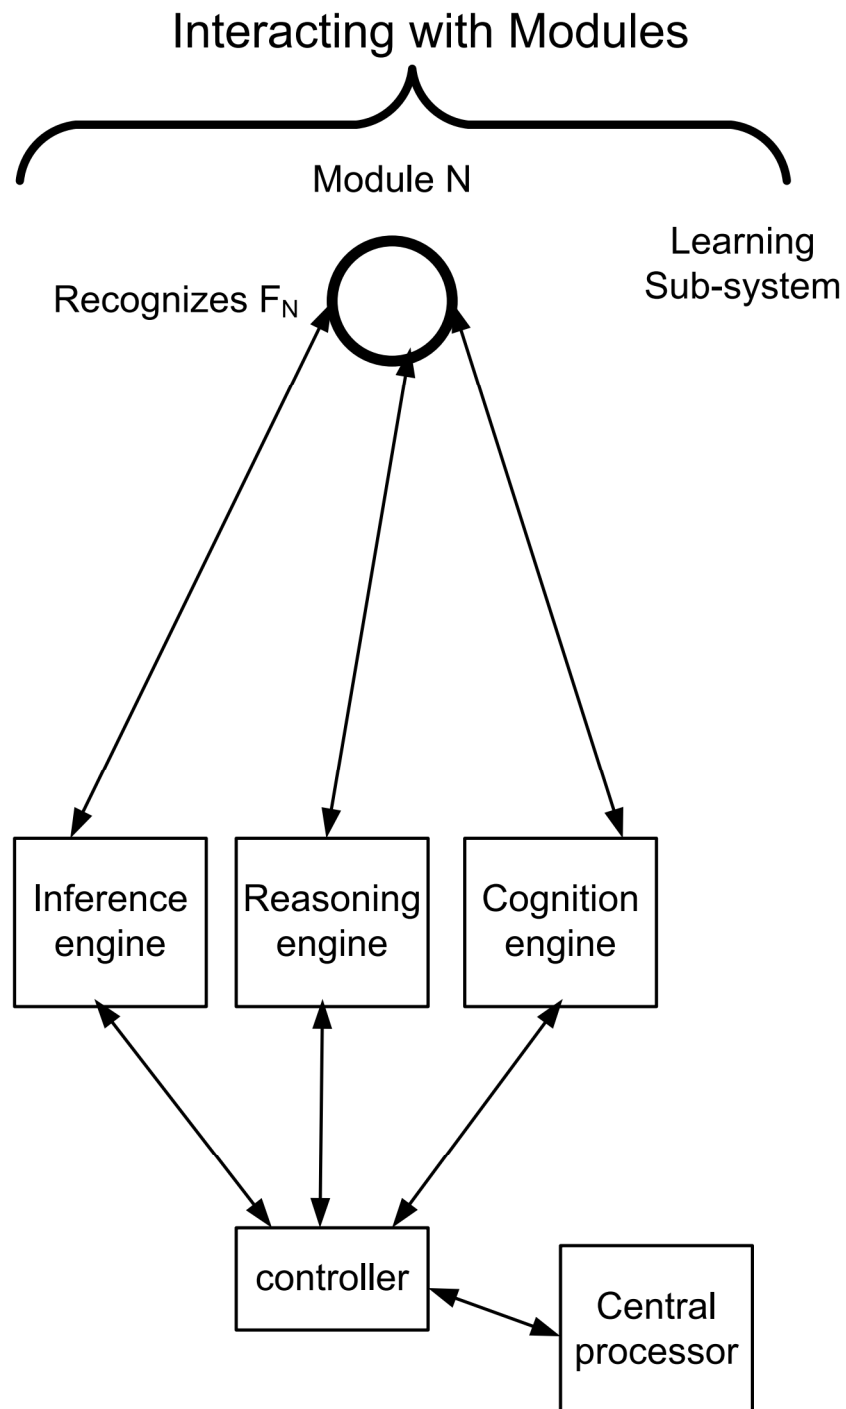 Interacting with Modules
Module N
Learning
Sub-system
Recognizes FN
Inference
engine
Reasoning
engine
Cognition
engine
controller
Central
processor